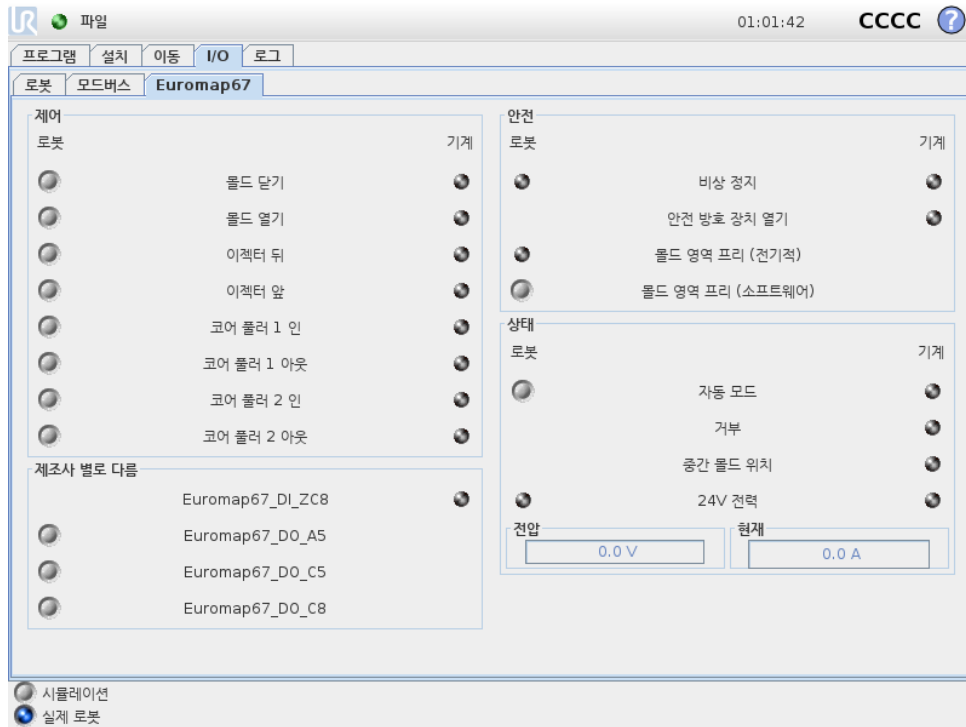 UR 파일 01:01:42 CCCC ?
프로그램 설치 이동 I/O 로그
로봇 모드버스 Euromap67
제어
로봇 기계
몰드 닫기
몰드 열기
이젝터 뒤
이젝터 앞
코어 풀러 1 인
코어 풀러 1 아웃
코어 풀러 2 인
코어 풀러 2 아웃
제조사 별로 다름
Euromap67_DI_ZC8
Euromap67_DO_A5
Euromap67_DO_C5
Euromap67_DO_C8
안전
로봇 기계
비상 정지
안전 방호 장치 열기
몰드 영역 프리 (전기적)
몰드 영역 프리 (소프트웨어)
상태
로봇 기계
자동 모드
거부
중간 몰드 위치
24V 전력
전압 현재
0.0 V 0.0 A
시뮬레이션
실제 로봇